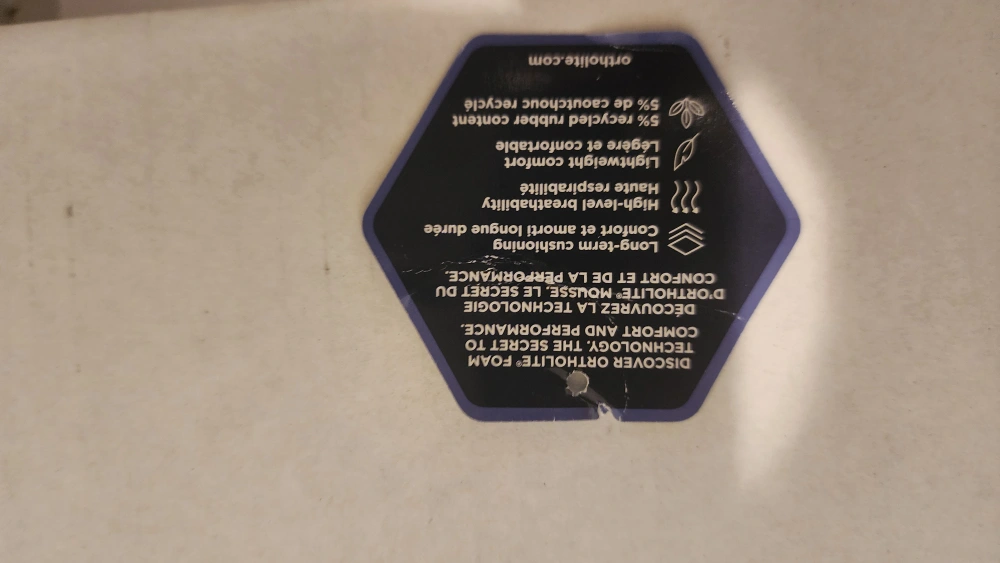 DISCOVER ORTHOLITE® FOAM
TECHNOLOGY. THE SECRET TO
COMFORT AND PERFORMANCE.
DÉCOUVREZ LA TECHNOLOGIE
D'ORTHOLITE® MOUSSE. LE SECRET DU
CONFORT ET DE LA PERFORMANCE.
Long-term cushioning
Confort et amorti longue durée
High-level breathability
Haute respirabilité
Lightweight comfort
Légère et confortable
5% recycled rubber content
5% de caoutchouc recyclé
ortholite.com